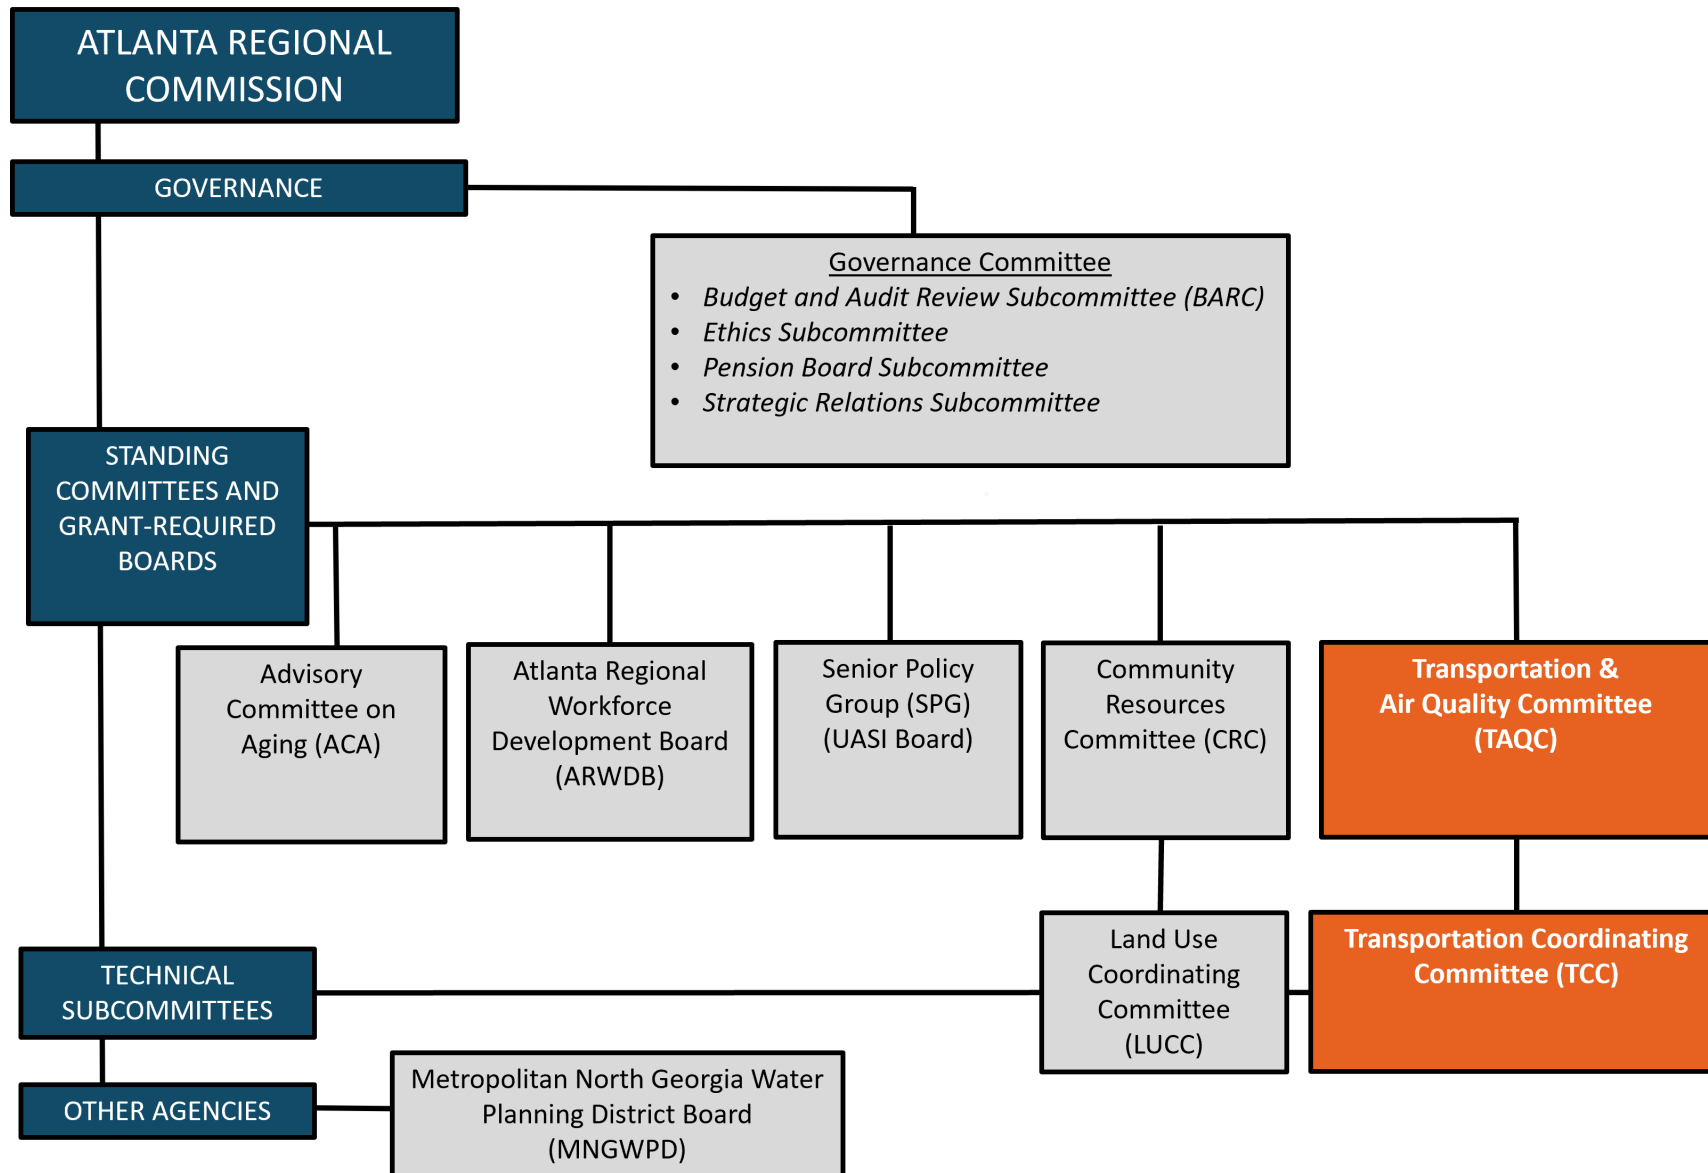 ATLANTA REGIONAL
COMMISSION
GOVERNANCE
Governance Committee
• Budget and Audit Review Subcommittee (BARC)
• Ethics Subcommittee
• Pension Board Subcommittee
• Strategic Relations Subcommittee
STANDING
COMMITTEES AND
GRANT-REQUIRED
BOARDS
Advisory
Committee on
Aging (ACA)
Atlanta Regional
Workforce
Development Board
(ARWDB)
Senior Policy
Group (SPG)
(UASI Board)
Community
Resources
Committee (CRC)
Transportation &
Air Quality Committee
(TAQC)
TECHNICAL
SUBCOMMITTEES
Land Use
Coordinating
Committee
(LUCC)
Transportation Coordinating
Committee (TCC)
OTHER AGENCIES
Metropolitan North Georgia Water
Planning District Board
(MNGWPD)